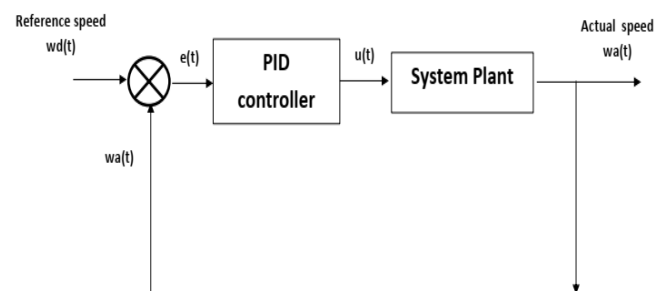 Reference speed
wd(t)
e(t)
PID
controller
u(t)
System Plant
Actual speed
wa(t)
wa(t)